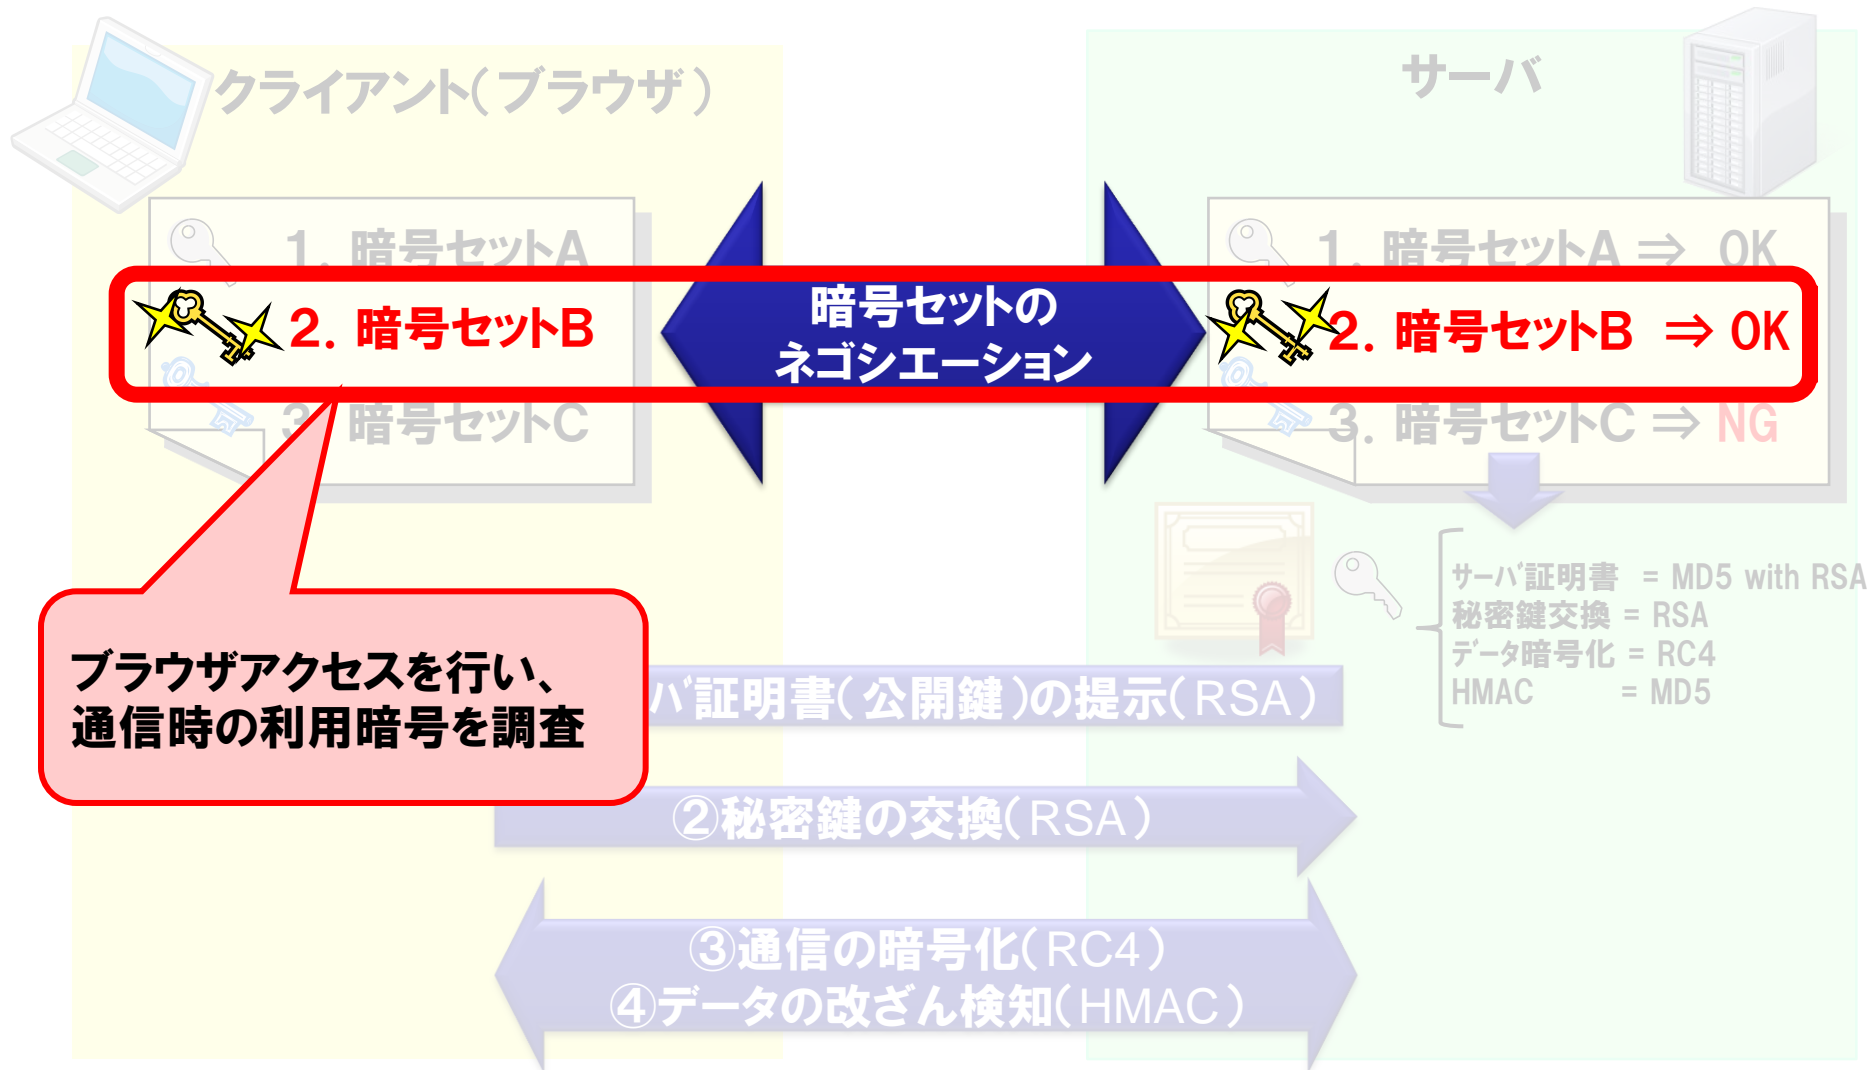 クライアント(ブラウザ)
サーバ
1. 暗号セットA
2. 暗号セットB
3. 暗号セットC
暗号セットの
ネゴシエーション
1. 暗号セットA ⇒ OK
2. 暗号セットB ⇒ OK
3. 暗号セットC ⇒ NG
サーバ証明書 = MD5 with RSA
秘密鍵交換 = RSA
データ暗号化 = RC4
HMAC = MD5
ブラウザアクセスを行い、
通信時の利用暗号を調査
バ証明書(公開鍵)の提示(RSA)
②秘密鍵の交換(RSA)
③通信の暗号化(RC4)
④データの改ざん検知(HMAC)